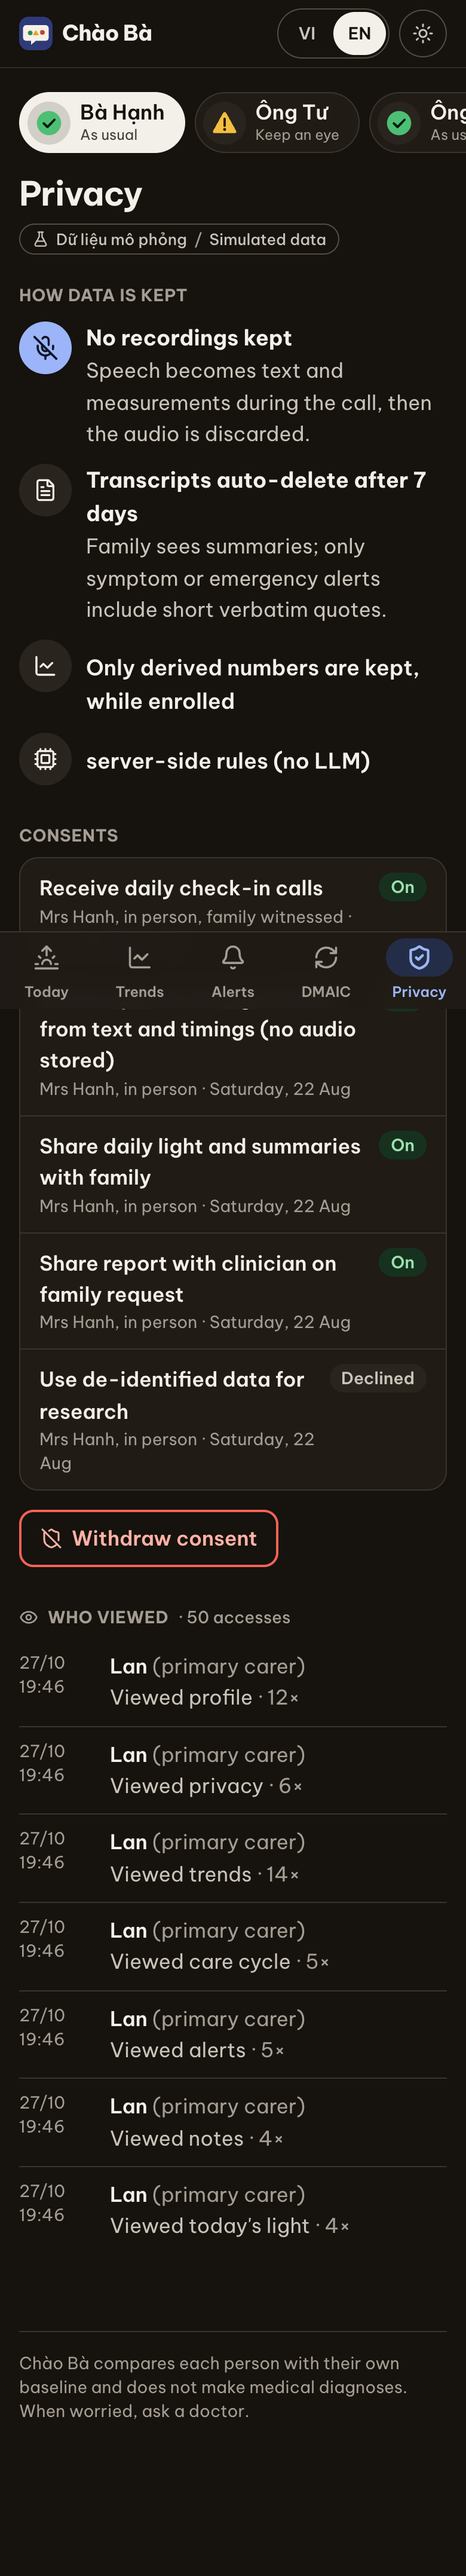 Chào Bà
VI
EN
Bà Hạnh
As usual
Ông Tư
Keep an eye
Ông
As us
Privacy
Dữ liệu mô phỏng / Simulated data
HOW DATA IS KEPT
No recordings kept
Speech becomes text and
measurements during the call, then
the audio is discarded.
Transcripts auto-delete after 7
days
Family sees summaries; only
symptom or emergency alerts
include short verbatim quotes.
Only derived numbers are kept,
while enrolled
server-side rules (no LLM)
CONSENTS
Receive daily check-in calls
On
Mrs Hanh, in person, family witnessed ·
Today
Trends
Alerts
DMAIC
Privacy
from text and timings (no audio
stored)
Mrs Hanh, in person · Saturday, 22 Aug
Share daily light and summaries
with family
On
Mrs Hanh, in person · Saturday, 22 Aug
Share report with clinician on
family request
On
Mrs Hanh, in person · Saturday, 22 Aug
Use de-identified data for
research
Declined
Mrs Hanh, in person · Saturday, 22
Aug
Withdraw consent
WHO VIEWED · 50 accesses
27/10
19:46
Lan (primary carer)
Viewed profile · 12×
27/10
19:46
Lan (primary carer)
Viewed privacy · 6×
27/10
19:46
Lan (primary carer)
Viewed trends · 14×
27/10
19:46
Lan (primary carer)
Viewed care cycle · 5×
27/10
19:46
Lan (primary carer)
Viewed alerts · 5×
27/10
19:46
Lan (primary carer)
Viewed notes · 4×
27/10
19:46
Lan (primary carer)
Viewed today's light · 4×
Chào Bà compares each person with their own
baseline and does not make medical diagnoses.
When worried, ask a doctor.